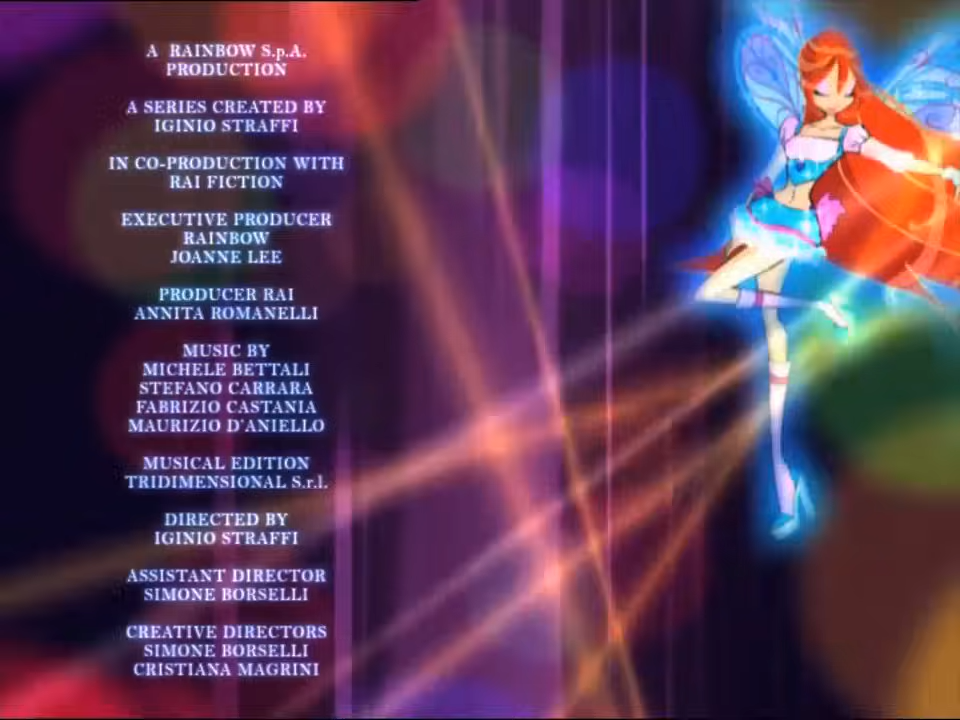 A RAINBOW S.p.A.
PRODUCTION
A SERIES CREATED BY
IGINIO STRAFFI
IN CO-PRODUCTION WITH
RAI FICTION
EXECUTIVE PRODUCER
RAINBOW
JOANNE LEE
PRODUCER RAI
ANNITA ROMANELLI
MUSIC BY
MICHELE BETTALI
STEFANO CARRARA
FABRIZIO CASTANIA
MAURIZIO D'ANIELLO
MUSICAL EDITION
TRIDIMENSIONAL S.r.l.
DIRECTED BY
IGINIO STRAFFI
ASSISTANT DIRECTOR
SIMONE BORSELLI
CREATIVE DIRECTORS
SIMONE BORSELLI
CRISTIANA MAGRINI